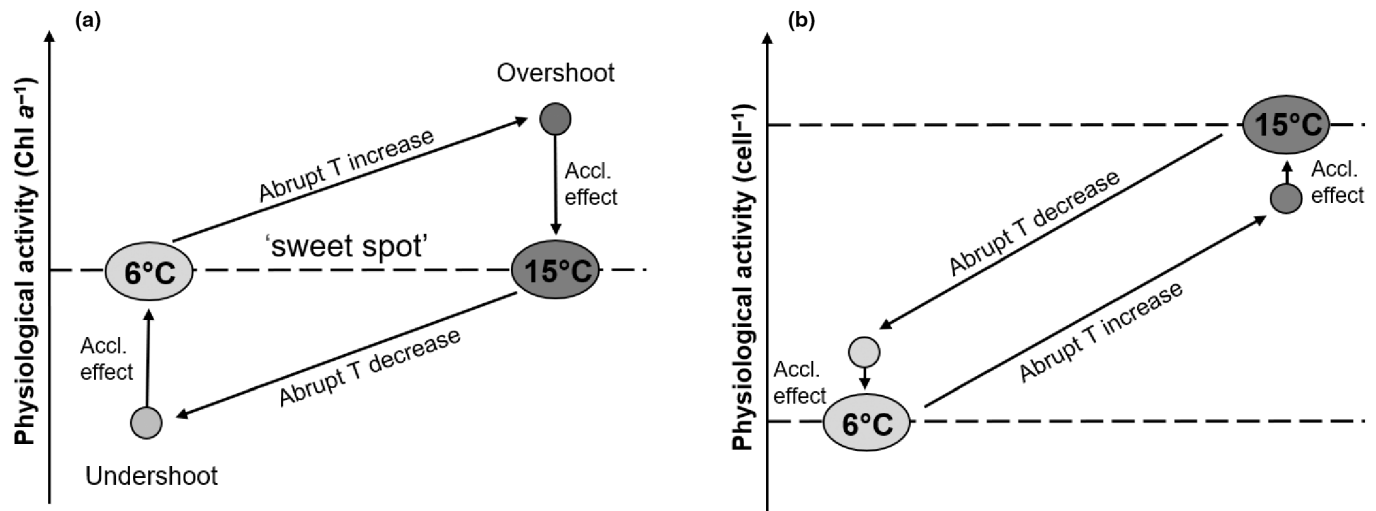 (a)
Physiological activity (Chl a⁻¹)
Overshoot
Abrupt T increase
Accl.
effect
'sweet spot'
6°C
15°C
Accl.
effect
Abrupt T decrease
Undershoot
(b)
Physiological activity (cell⁻¹)
15°C
Accl.
effect
Abrupt T decrease
Abrupt T increase
Accl.
effect
6°C